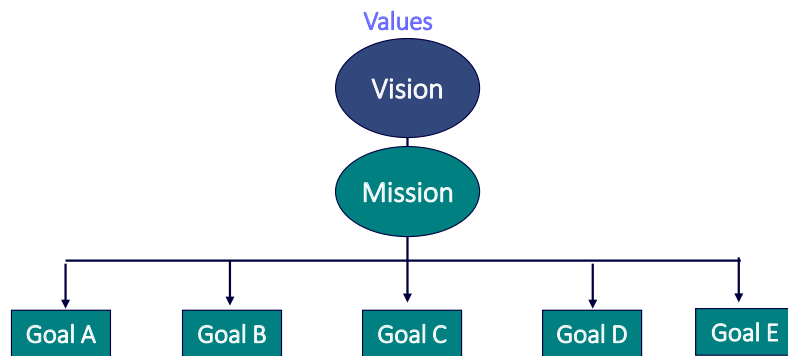 Values
Vision
Mission
Goal A
Goal B
Goal C
Goal D
Goal E